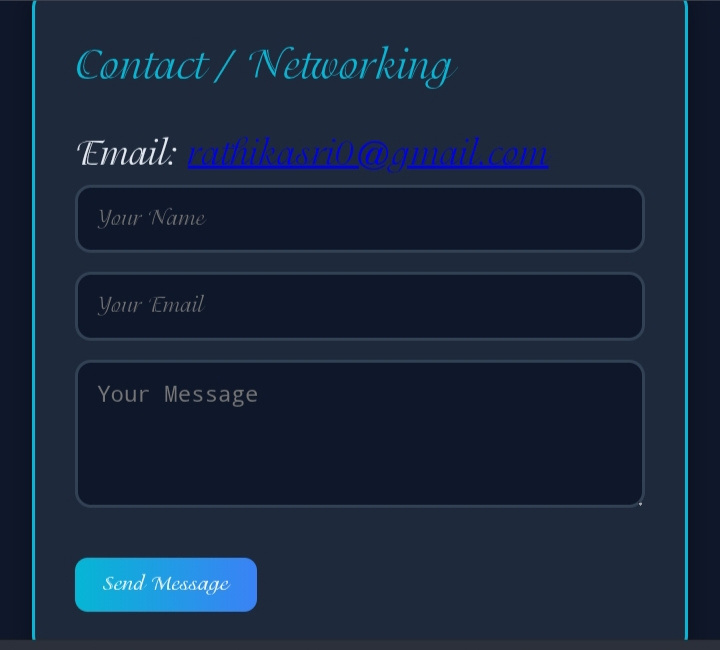 Contact / Networking
Email: rathikasri0@gmail.com
Your Name
Your Email
Your Message
Send Message